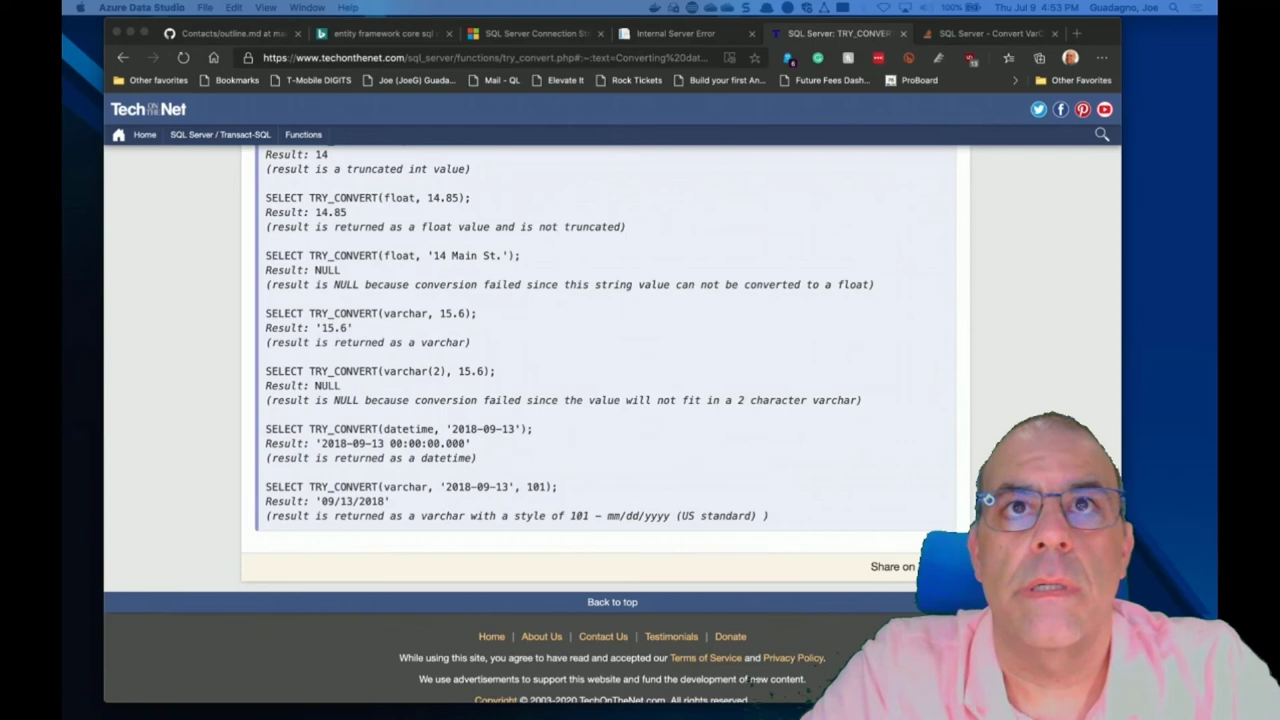 Azure Data Studio File Edit View Window Help 100% Thu Jul 9 4:53 PM Guadagno, Joe
Contacts/outline.md at ma entity framework core sql SQL Server Connection St Internal Server Error SQL Server: TRY_CONVER SQL Server - Convert VarC
https://www.techonthenet.com/sql_server/functions/try_convert.php#:~:text=Converting%20dat...
Other favorites Bookmarks T-Mobile DIGITS Joe (JoeG) Guada... Mail - QL Elevate It Rock Tickets Build your first An... Future Fees Dash... ProBoard Other Favorites
Tech ON THE Net
Home SQL Server / Transact-SQL Functions
Result: 14
(result is a truncated int value)
SELECT TRY_CONVERT(float, 14.85);
Result: 14.85
(result is returned as a float value and is not truncated)
SELECT TRY_CONVERT(float, '14 Main St.');
Result: NULL
(result is NULL because conversion failed since this string value can not be converted to a float)
SELECT TRY_CONVERT(varchar, 15.6);
Result: '15.6'
(result is returned as a varchar)
SELECT TRY_CONVERT(varchar(2), 15.6);
Result: NULL
(result is NULL because conversion failed since the value will not fit in a 2 character varchar)
SELECT TRY_CONVERT(datetime, '2018-09-13');
Result: '2018-09-13 00:00:00.000'
(result is returned as a datetime)
SELECT TRY_CONVERT(varchar, '2018-09-13', 101);
Result: '09/13/2018'
(result is returned as a varchar with a style of 101 - mm/dd/yyyy (US standard) )
Share on
Back to top
Home | About Us | Contact Us | Testimonials | Donate
While using this site, you agree to have read and accepted our Terms of Service and Privacy Policy.
We use advertisements to support this website and fund the development of new content.
Copyright © 2003-2020 TechOnTheNet.com. All rights reserved.